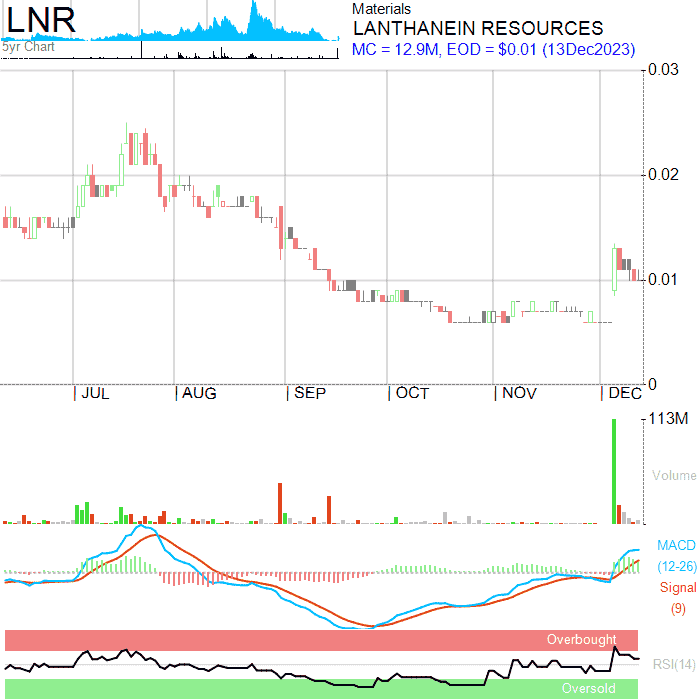 LNR
5yr Chart
Materials
LANTHANEIN RESOURCES
MC = 12.9M, EOD = $0.01 (13Dec2023)
0.03
0.02
0.01
0
JUL AUG SEP OCT NOV DEC
113M
Volume
MACD
(12-26)
Signal
(9)
Overbought
RSI(14)
Oversold